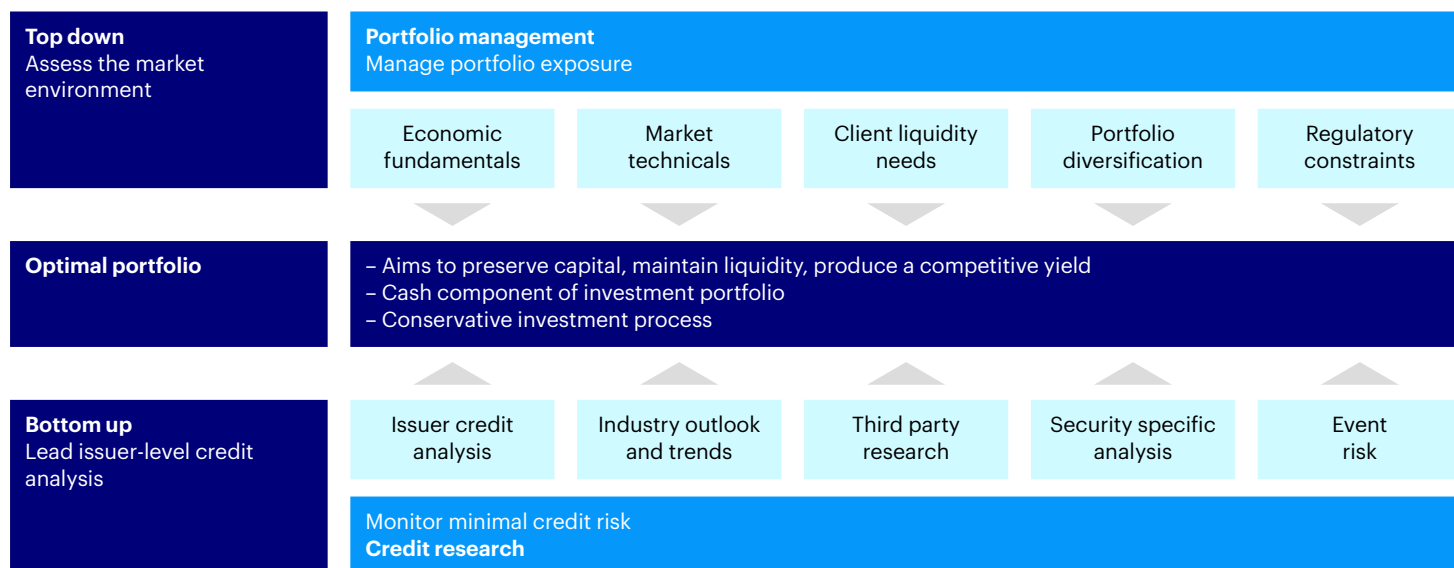 Top down
Assess the market
environment
Portfolio management
Manage portfolio exposure
Economic
fundamentals
Market
technicals
Client liquidity
needs
Portfolio
diversification
Regulatory
constraints
Optimal portfolio
– Aims to preserve capital, maintain liquidity, produce a competitive yield
– Cash component of investment portfolio
– Conservative investment process
Bottom up
Lead issuer-level credit
analysis
Issuer credit
analysis
Industry outlook
and trends
Third party
research
Security specific
analysis
Event
risk
Monitor minimal credit risk
Credit research